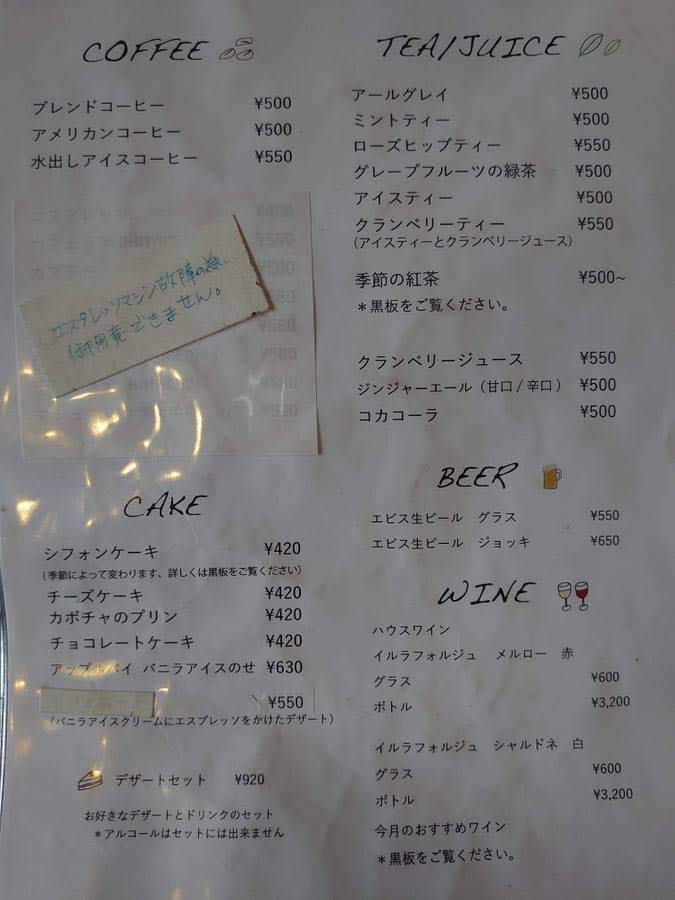 COFFEE
ブレンドコーヒー ¥500
アメリカンコーヒー ¥500
水出しアイスコーヒー ¥550
エスプレッソマシン故障の為、
御用意できません。
CAKE
シフォンケーキ ¥420
(季節によって変わります、詳しくは黒板をご覧ください)
チーズケーキ ¥420
カボチャのプリン ¥420
チョコレートケーキ ¥420
アップルパイ バニラアイスのせ ¥630
¥550
(バニラアイスクリームにエスプレッソをかけたデザート)
デザートセット ¥920
お好きなデザートとドリンクのセット
＊アルコールはセットには出来ません
TEA/JUICE
アールグレイ ¥500
ミントティー ¥500
ローズヒップティー ¥550
グレープフルーツの緑茶 ¥500
アイスティー ¥500
クランベリーティー ¥550
(アイスティーとクランベリージュース)
季節の紅茶 ¥500~
＊黒板をご覧ください。
クランベリージュース ¥550
ジンジャーエール（甘口/辛口） ¥500
コカコーラ ¥500
BEER
エビス生ビール グラス ¥550
エビス生ビール ジョッキ ¥650
WINE
ハウスワイン
イルラフォルジュ メルロー 赤
グラス ¥600
ボトル ¥3,200
イルラフォルジュ シャルドネ 白
グラス ¥600
ボトル ¥3,200
今月のおすすめワイン
＊黒板をご覧ください。